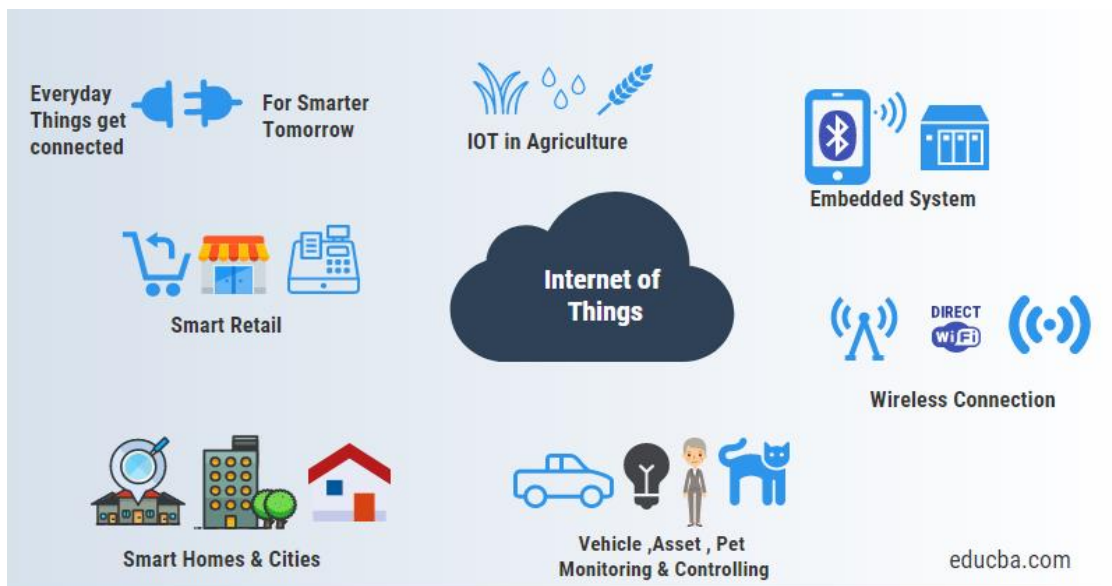 Everyday
Things get
connected
For Smarter
Tomorrow
IOT in Agriculture
Embedded System
Smart Retail
Internet of
Things
DIRECT
WiFi
Wireless Connection
Smart Homes & Cities
Vehicle ,Asset , Pet
Monitoring & Controlling
educba.com